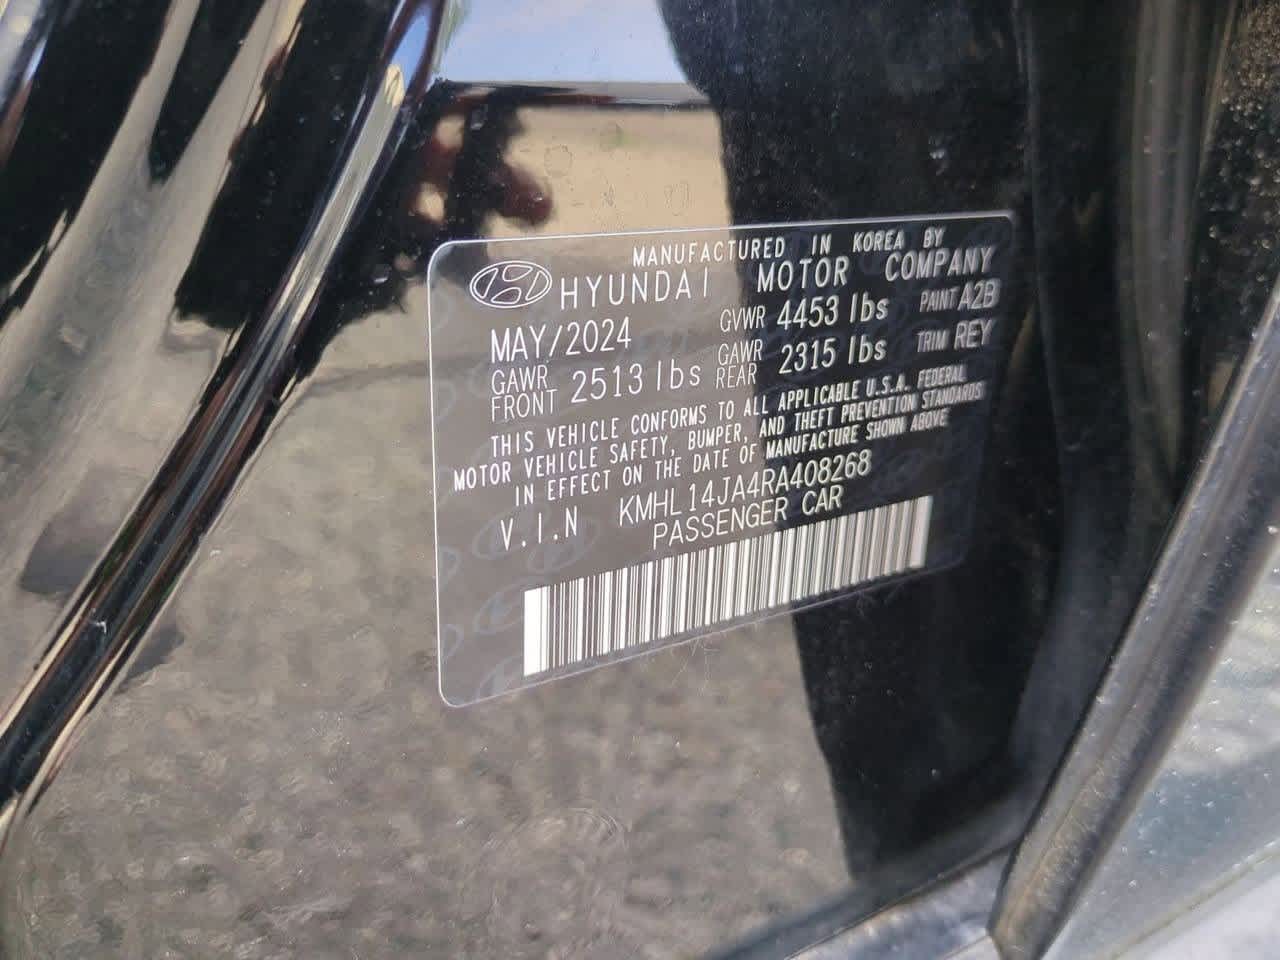 MANUFACTURED IN KOREA BY
HYUNDAI MOTOR COMPANY
MAY/2024 GVWR 4453 lbs PAINT A2B
GAWR FRONT 2513 lbs GAWR REAR 2315 lbs TRIM REY
THIS VEHICLE CONFORMS TO ALL APPLICABLE U.S.A. FEDERAL
MOTOR VEHICLE SAFETY, BUMPER, AND THEFT PREVENTION STANDARDS
IN EFFECT ON THE DATE OF MANUFACTURE SHOWN ABOVE
V.I.N KMHL14JA4RA408268
PASSENGER CAR